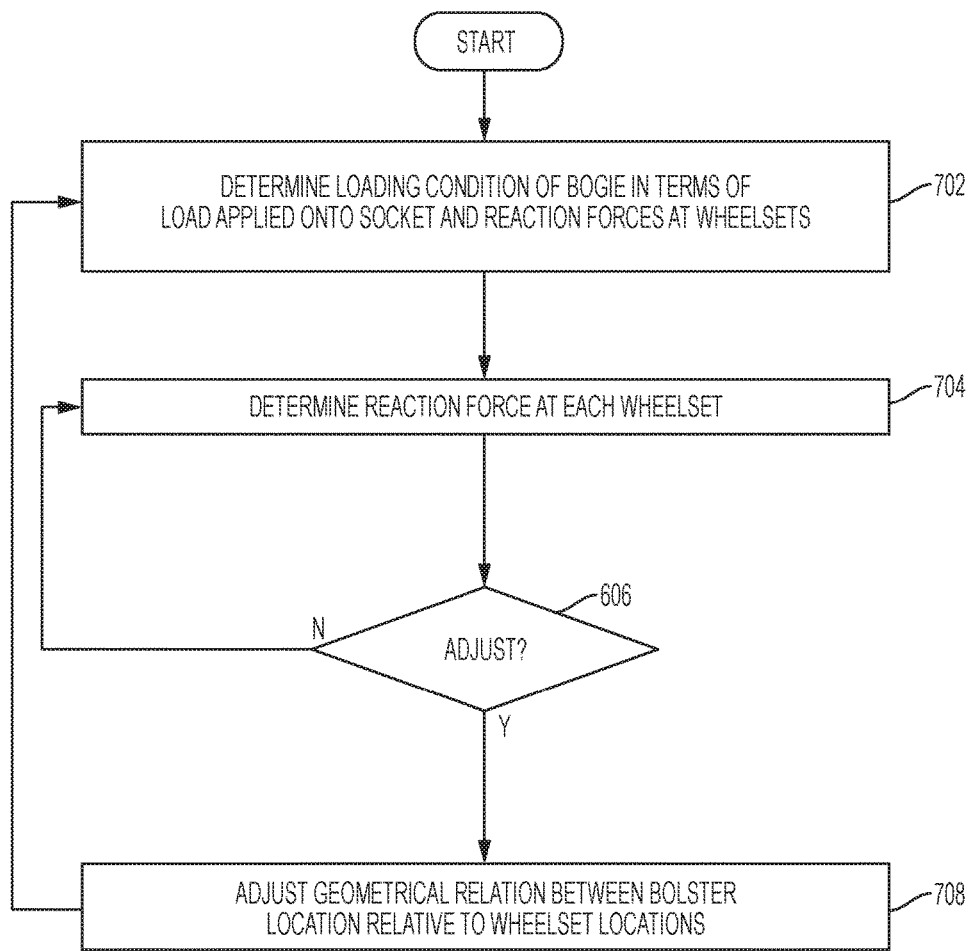 START
DETERMINE LOADING CONDITION OF BOGIE IN TERMS OF
LOAD APPLIED ONTO SOCKET AND REACTION FORCES AT WHEELSETS
702
DETERMINE REACTION FORCE AT EACH WHEELSET
704
606
N
ADJUST?
Y
ADJUST GEOMETRICAL RELATION BETWEEN BOLSTER
LOCATION RELATIVE TO WHEELSET LOCATIONS
708